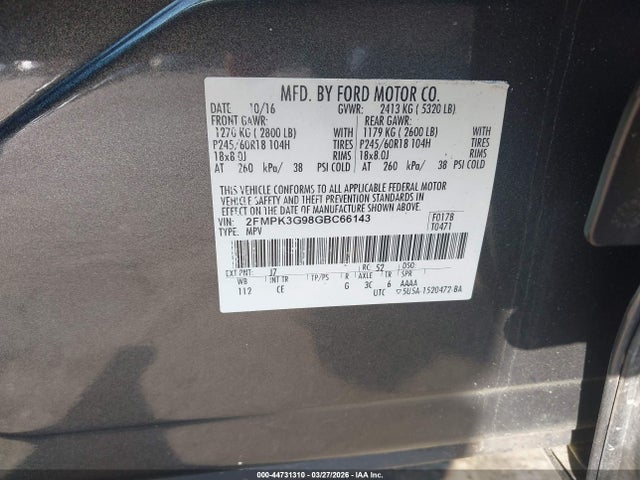 MFD. BY FORD MOTOR CO.
DATE 10/16 GVWR: 2413 KG ( 5320 LB)
FRONT GAWR: REAR GAWR:
1270 KG ( 2800 LB) WITH 1179 KG ( 2600 LB) WITH
P245/60R18 104H TIRES P245/60R18 104H TIRES
18x8.0J RIMS 18x8.0J RIMS
AT 260 kPa/ 38 PSI COLD AT 260 kPa/ 38 PSI COLD
THIS VEHICLE CONFORMS TO ALL APPLICABLE FEDERAL MOTOR
VEHICLE SAFETY AND THEFT PREVENTION STANDARDS IN
EFFECT ON THE DATE OF MANUFACTURE SHOWN ABOVE.
VIN: 2FMPK3G98GBC66143 F0178
TYPE: MPV T0471
EXT PNT: J7 RC: 52 DSO:
WB INT TR TP/PS R AXLE TR SPR
112 CE G 3C 6 AAAA
UTC 5USA-1520472-BA
000-44731310 | 03/27/2026 | IAA Inc.